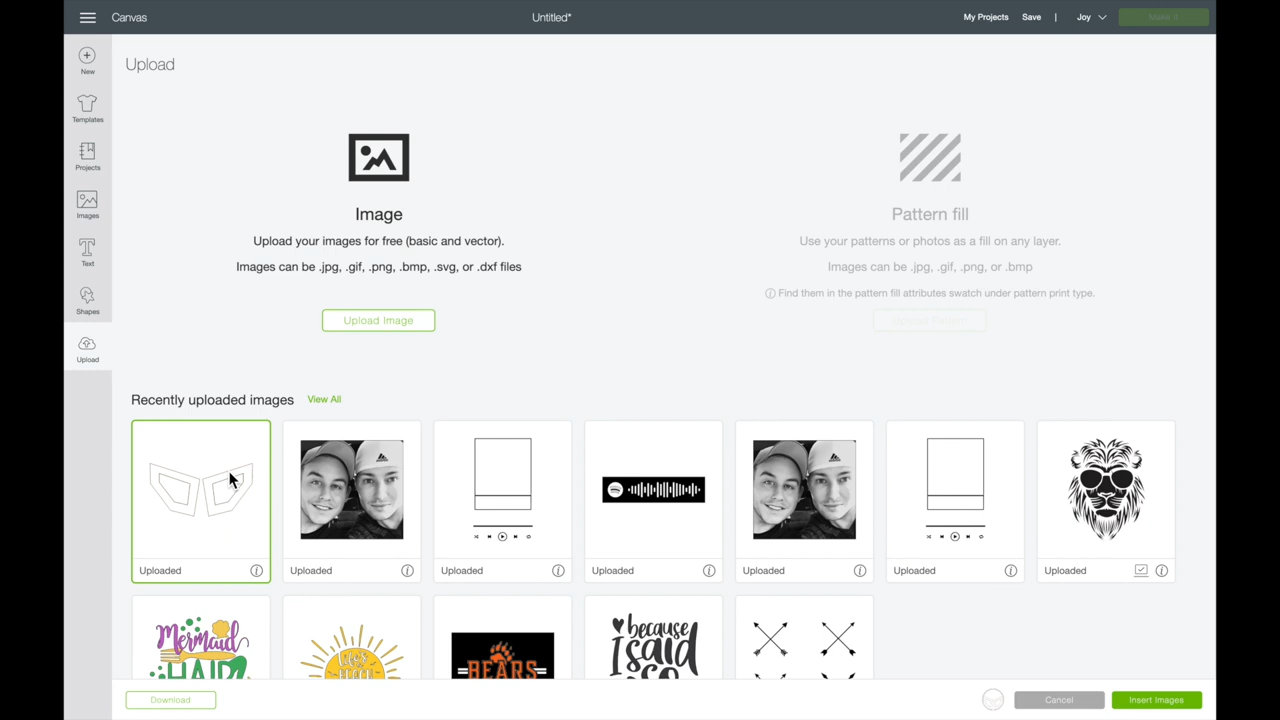 Canvas
Untitled*
My Projects
Save
|
Joy
Make It
New
Templates
Projects
Images
Text
Shapes
Upload
Upload
Image
Upload your images for free (basic and vector).
Images can be .jpg, .gif, .png, .bmp, .svg, or .dxf files
Upload Image
Pattern fill
Use your patterns or photos as a fill on any layer.
Images can be .jpg, .gif, .png, or .bmp
Find them in the pattern fill attributes swatch under pattern print type.
Recently uploaded images
View All
Uploaded
Uploaded
Uploaded
Uploaded
Uploaded
Uploaded
Uploaded
Mermaid
HAIR
BEARS
because
I said
so
Download
Cancel
Insert Images